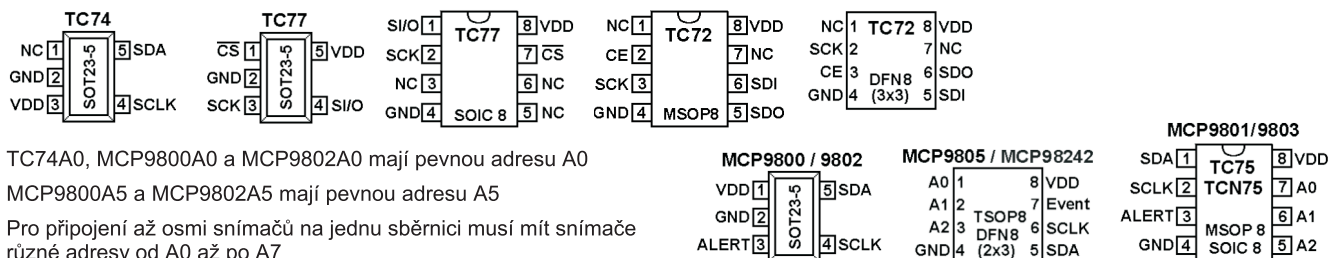 TC74
NC 1 5 SDA
GND 2
VDD 3 4 SCLK
SOT23-5
TC77
CS 1 5 VDD
GND 2
SCK 3 4 SI/O
SOT23-5
SI/O 1 8 VDD
TC77
SCK 2 7 CS
NC 3 6 NC
GND 4 5 NC
SOIC 8
NC 1 8 VDD
TC72
CE 2 7 NC
SCK 3 6 SDI
GND 4 5 SDO
MSOP8
NC 1 TC72 8 VDD
SCK 2 7 NC
CE 3 6 SDO
DFN8
GND 4 (3x3) 5 SDI
TC74A0, MCP9800A0 a MCP9802A0 mají pevnou adresu A0
MCP9800A5 a MCP9802A5 mají pevnou adresu A5
Pro připojení až osmi snímačů na jednu sběrnici musí mít snímače
různé adresy od A0 až po A7
MCP9800 / 9802
VDD 1 5 SDA
GND 2
ALERT 3 4 SCLK
SOT23-5
MCP9805 / MCP98242
A0 1 8 VDD
A1 2 7 Event
TSOP8
A2 3 6 SCLK
DFN8
GND 4 (2x3) 5 SDA
MCP9801/9803
SDA 1 8 VDD
TC75
SCLK 2 TCN75 7 A0
ALERT 3 6 A1
MSOP 8
GND 4 SOIC 8 5 A2